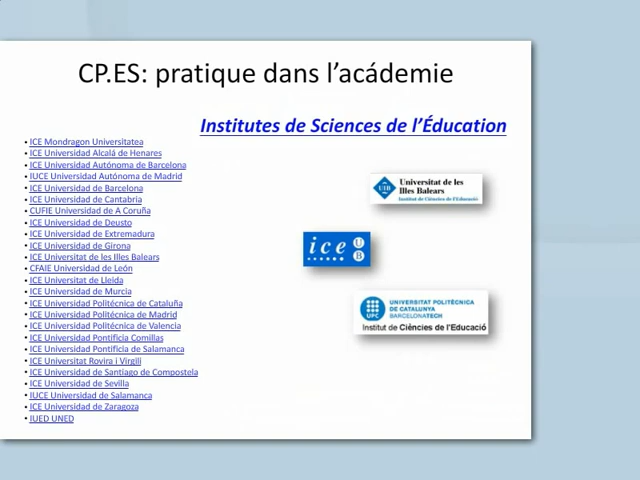 CP.ES: pratique dans l’acádemie
Institutes de Sciences de l’Éducation
• ICE Mondragon Universitatea
• ICE Universidad Alcalá de Henares
• ICE Universidad Autónoma de Barcelona
• IUCE Universidad Autónoma de Madrid
• ICE Universidad de Barcelona
• ICE Universidad de Cantabria
• CUFIE Universidad de A Coruña
• ICE Universidad de Deusto
• ICE Universidad de Extremadura
• ICE Universidad de Girona
• ICE Universitat de les Illes Balears
• CFAIE Universidad de León
• ICE Universitat de Lleida
• ICE Universidad de Murcia
• ICE Universidad Politécnica de Cataluña
• ICE Universidad Politécnica de Madrid
• ICE Universidad Politécnica de Valencia
• ICE Universidad Pontificia Comillas
• ICE Universidad Pontificia de Salamanca
• ICE Universitat Rovira i Virgili
• ICE Universidad de Santiago de Compostela
• ICE Universidad de Sevilla
• IUCE Universidad de Salamanca
• ICE Universidad de Zaragoza
• IUED UNED
UIB
Universitat de les
Illes Balears
Institut de Ciències de l'Educació
ice UB
UPC
UNIVERSITAT POLITÈCNICA
DE CATALUNYA
BARCELONATECH
Institut de Ciències de l'Educació